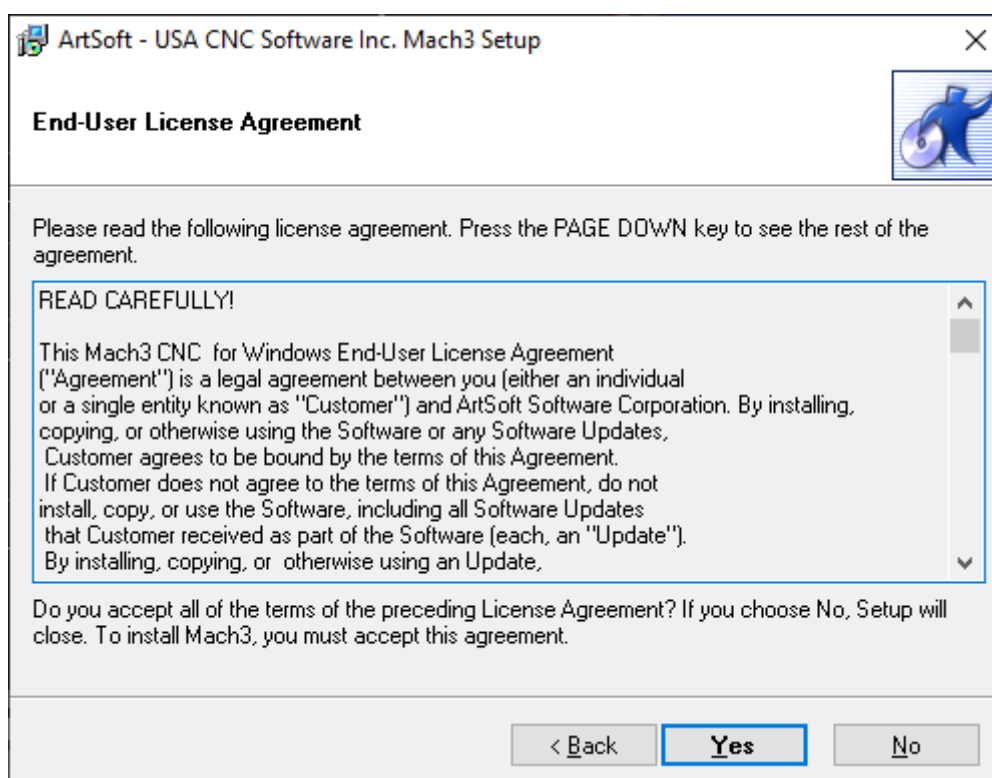 ArtSoft - USA CNC Software Inc. Mach3 Setup
End-User License Agreement
Please read the following license agreement. Press the PAGE DOWN key to see the rest of the
agreement.
READ CAREFULLY!
This Mach3 CNC  for Windows End-User License Agreement
("Agreement") is a legal agreement between you (either an individual
or a single entity known as "Customer") and ArtSoft Software Corporation. By installing,
copying, or otherwise using the Software or any Software Updates,
Customer agrees to be bound by the terms of this Agreement.
If Customer does not agree to the terms of this Agreement, do not
install, copy, or use the Software, including all Software Updates
that Customer received as part of the Software (each, an "Update").
By installing, copying, or  otherwise using an Update,
Do you accept all of the terms of the preceding License Agreement? If you choose No, Setup will
close. To install Mach3, you must accept this agreement.
< Back
Yes
No